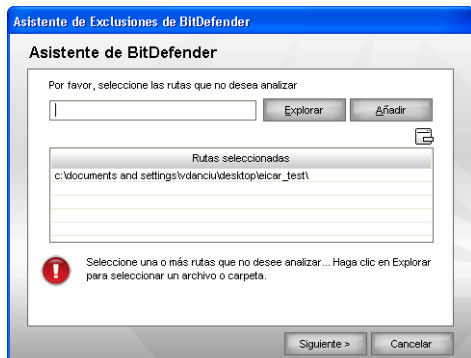 Asistente de Exclusiones de BitDefender
Asistente de BitDefender
Por favor, seleccione las rutas que no desea analizar
Explorar
Añadir
Rutas seleccionadas
c:\documents and settings\vdanciu\desktop\eicar_test\
Seleccione una o más rutas que no desee analizar... Haga clic en Explorar
para seleccionar un archivo o carpeta.
Siguiente >
Cancelar